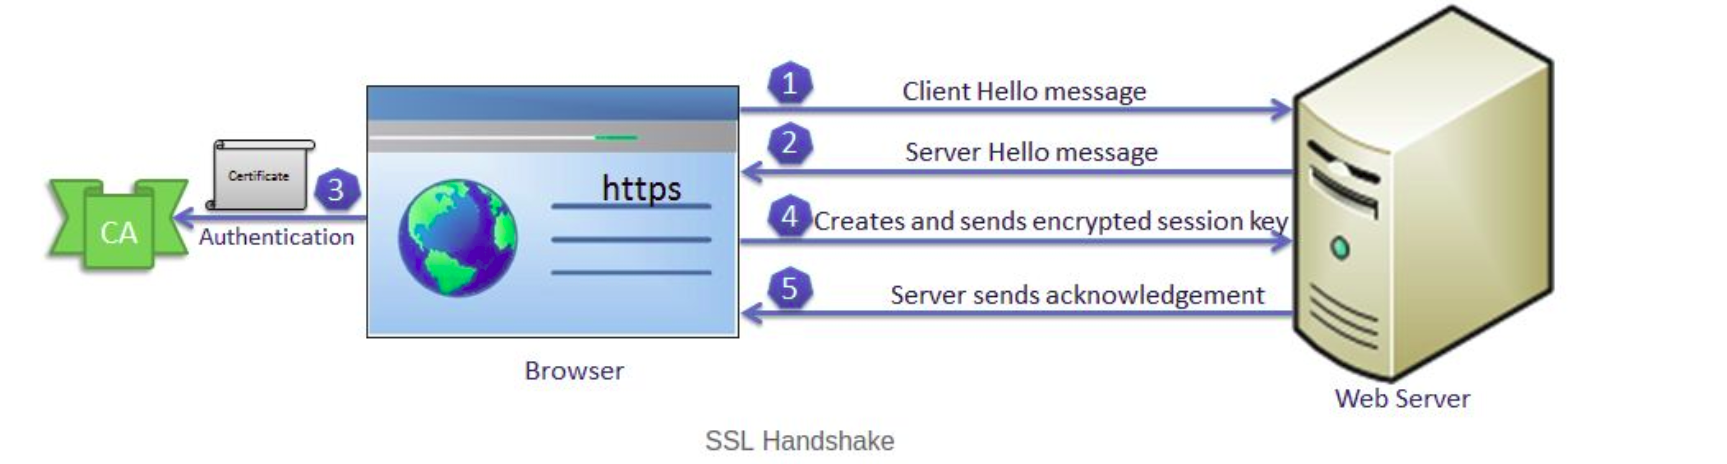 1
Client Hello message
2
Server Hello message
Certificate
3
https
CA
Authentication
4
Creates and sends encrypted session key
5
Server sends acknowledgement
Browser
Web Server
SSL Handshake